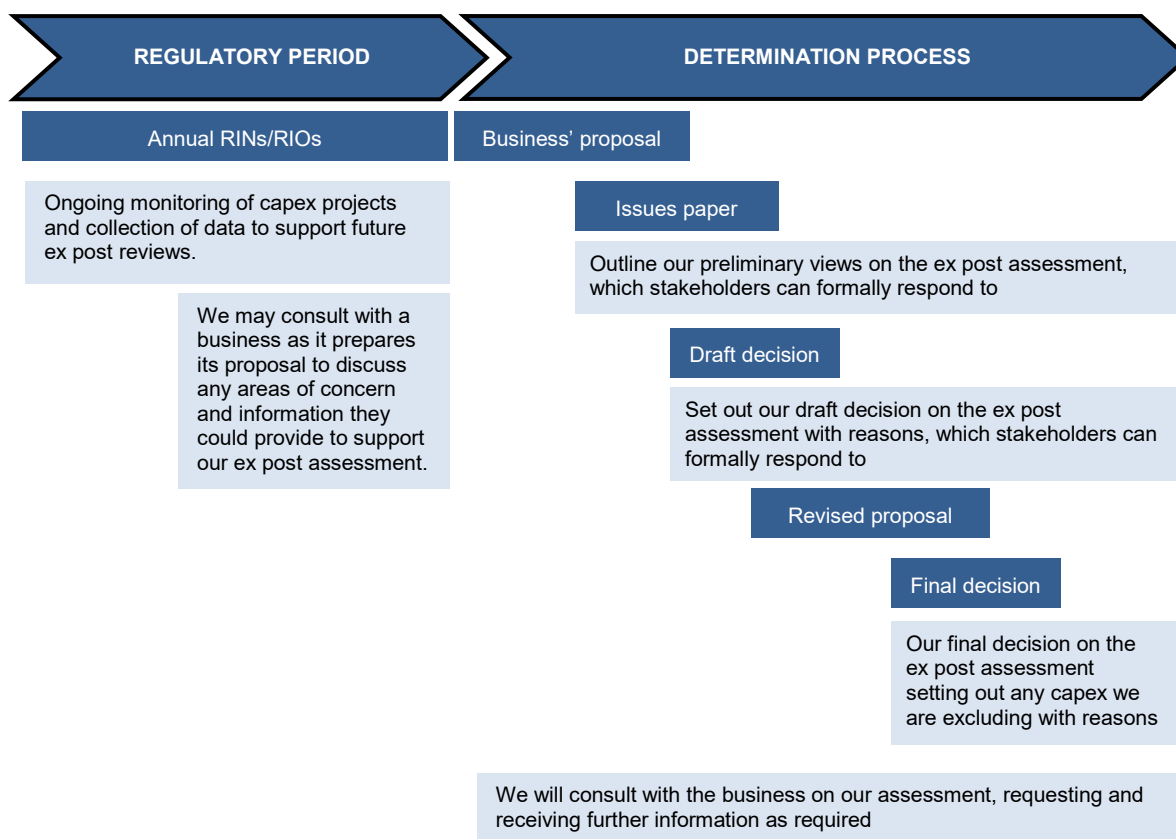 REGULATORY PERIOD
DETERMINATION PROCESS
Annual RINs/RIOs
Business’ proposal
Ongoing monitoring of capex projects
and collection of data to support future
ex post reviews.
Issues paper
Outline our preliminary views on the ex post assessment,
which stakeholders can formally respond to
We may consult with a
business as it prepares
its proposal to discuss
any areas of concern
and information they
could provide to support
our ex post assessment.
Draft decision
Set out our draft decision on the ex post
assessment with reasons, which stakeholders can
formally respond to
Revised proposal
Final decision
Our final decision on the
ex post assessment
setting out any capex we
are excluding with reasons
We will consult with the business on our assessment, requesting and
receiving further information as required